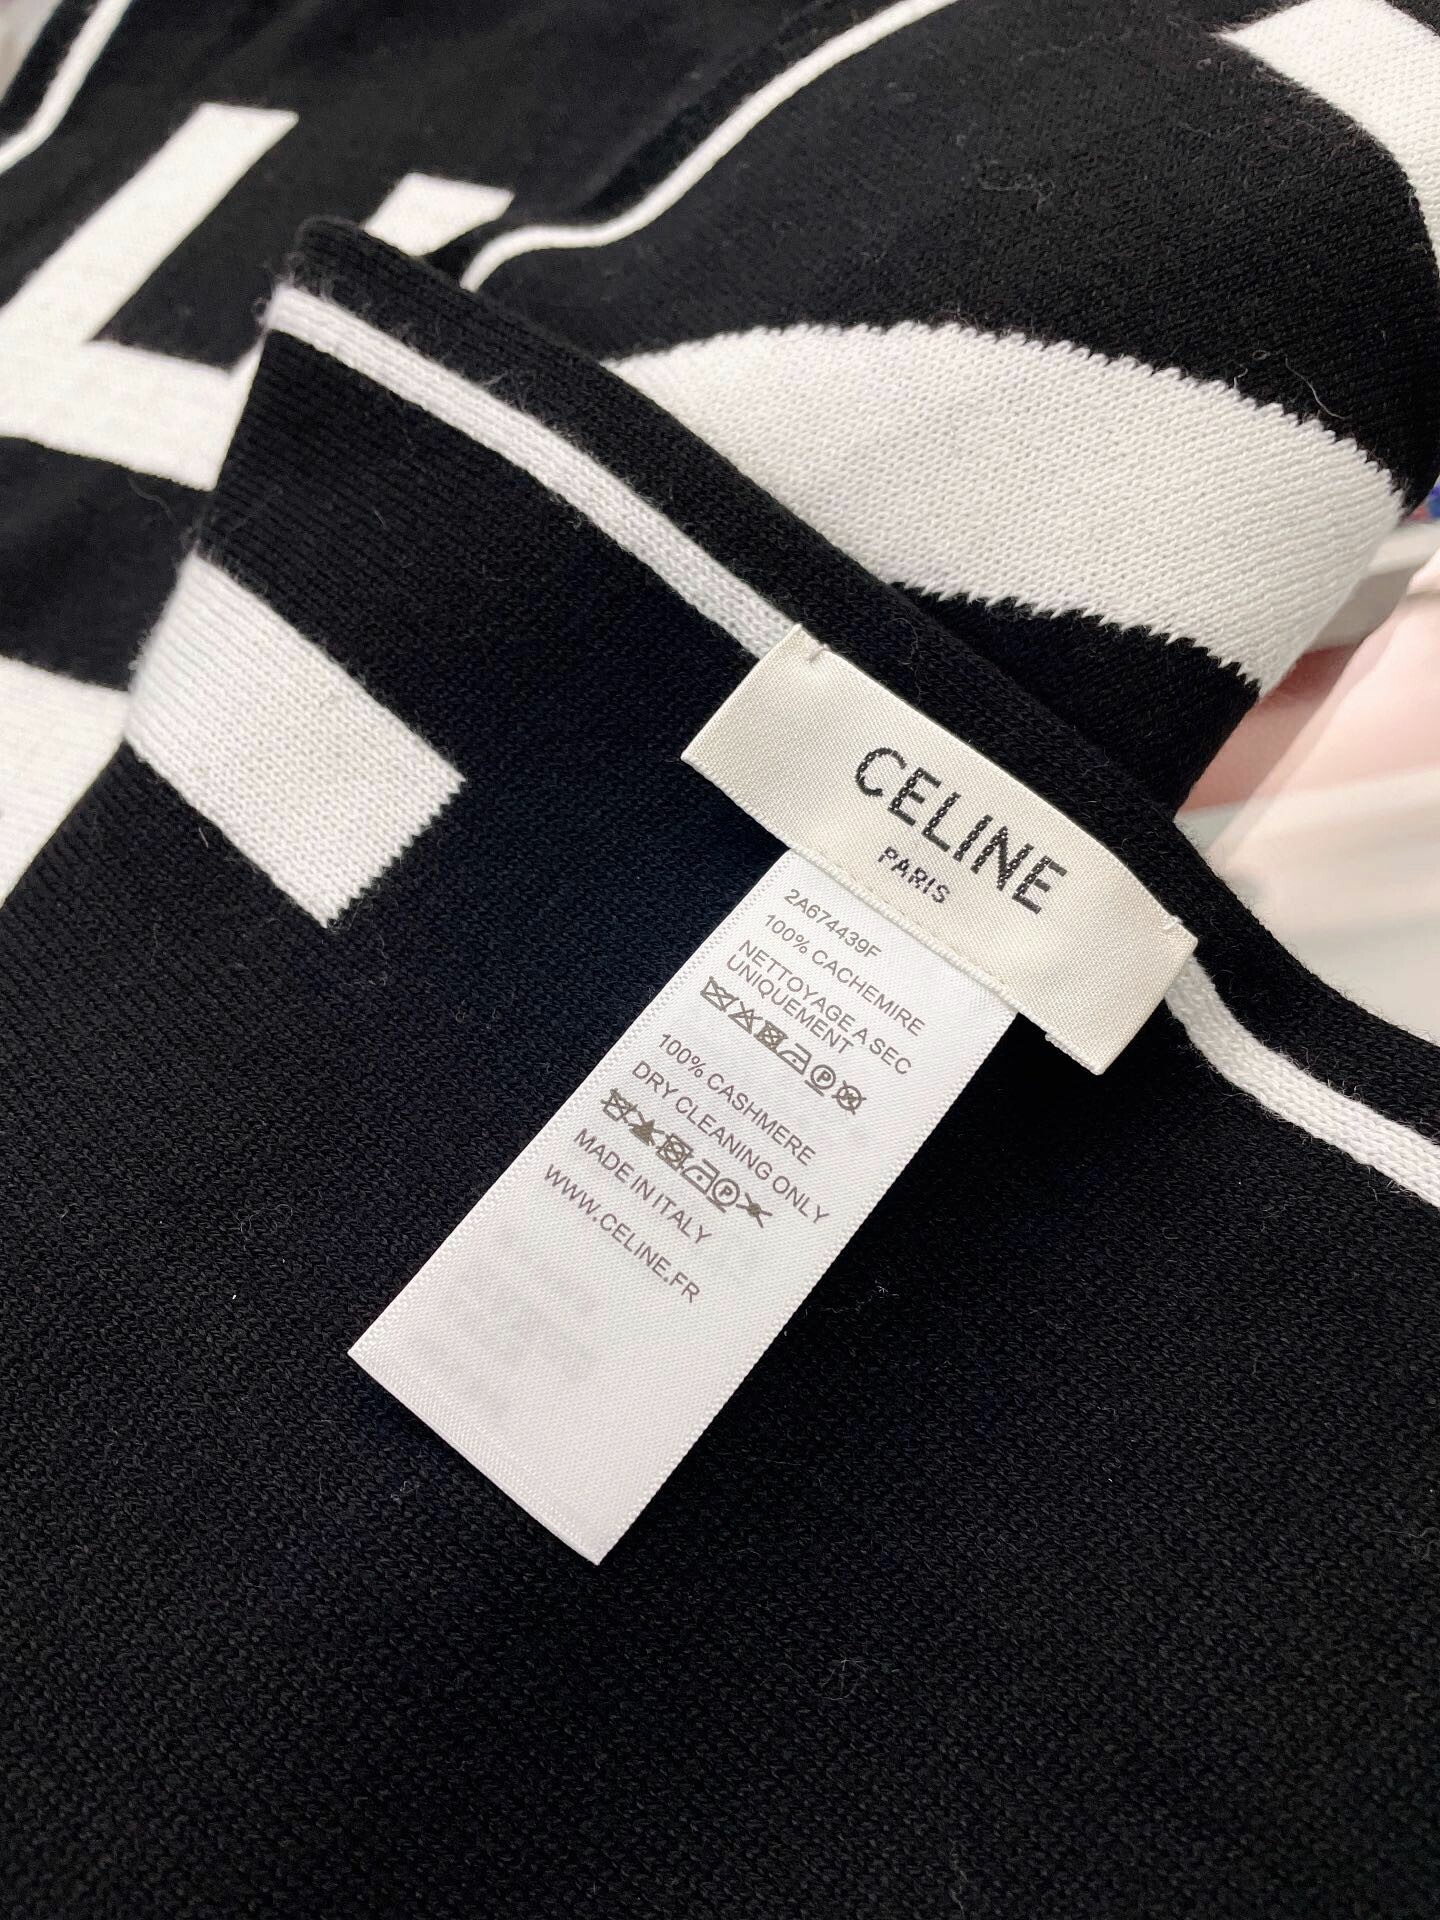 CELINE
PARIS
2A674439F
100% CACHEMIRE
NETTOYAGE A SEC
UNIQUEMENT
100% CASHMERE
DRY CLEANING ONLY
MADE IN ITALY
WWW.CELINE.FR